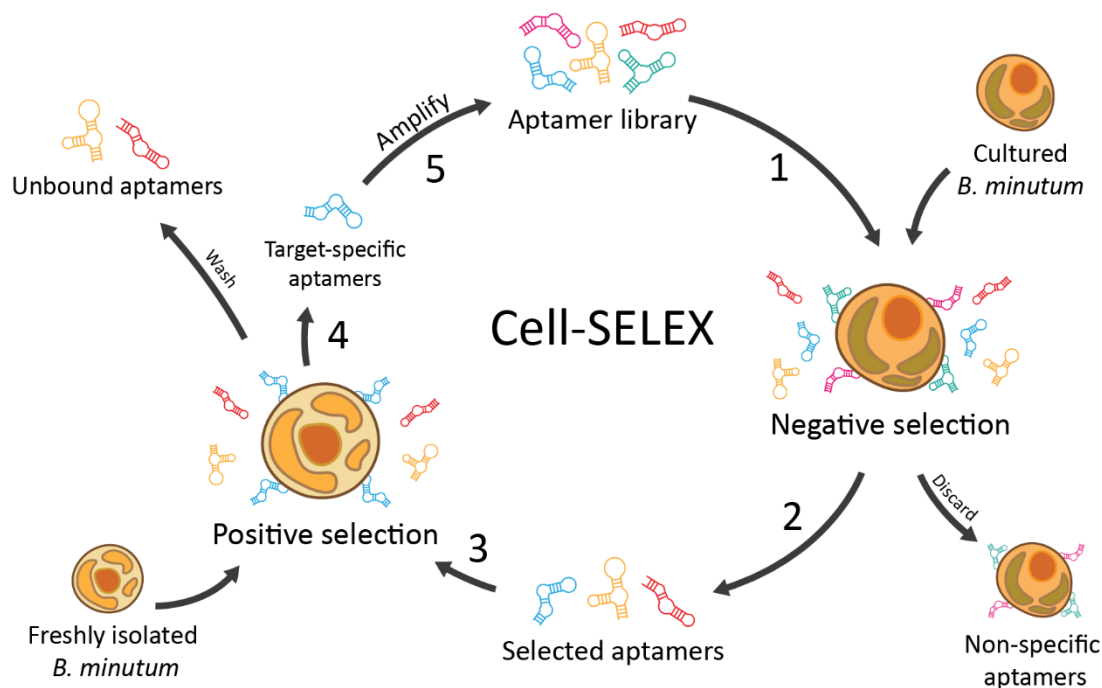 Aptamer library
Amplify
5
1
Cultured
B. minutum
Unbound aptamers
Wash
Target-specific
aptamers
4
Cell-SELEX
Negative selection
Positive selection
3
2
Discard
Freshly isolated
B. minutum
Selected aptamers
Non-specific
aptamers